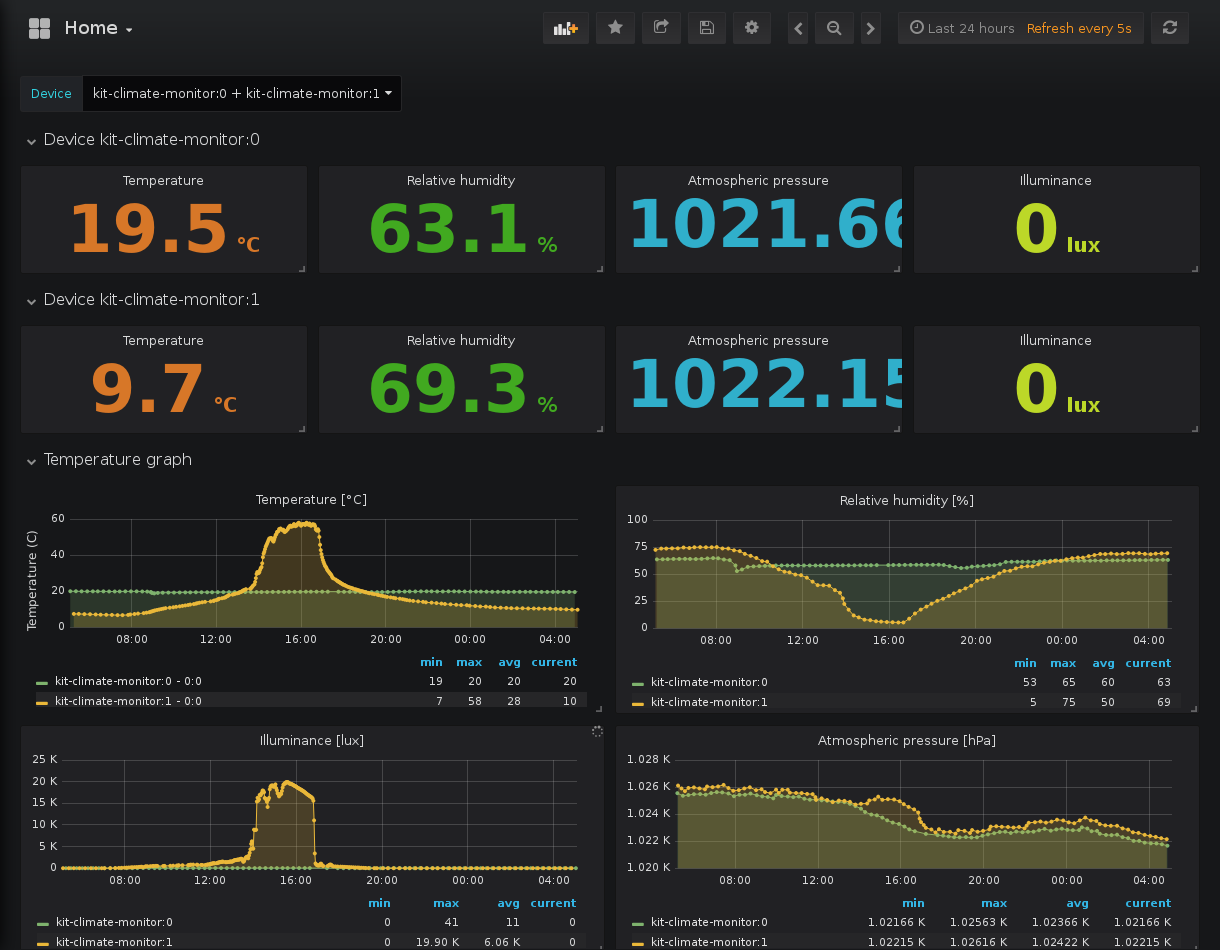 Home
Last 24 hours Refresh every 5s
Device kit-climate-monitor:0 + kit-climate-monitor:1
Device kit-climate-monitor:0
Temperature Relative humidity Atmospheric pressure Illuminance
19.5 °C 63.1 % 1021.66 0 lux
Device kit-climate-monitor:1
Temperature Relative humidity Atmospheric pressure Illuminance
9.7 °C 69.3 % 1022.15 0 lux
Temperature graph
Temperature [°C]
Temperature (C)
60
40
20
0
08:00 12:00 16:00 20:00 00:00 04:00
min max avg current
kit-climate-monitor:0 - 0:0 19 20 20 20
kit-climate-monitor:1 - 0:0 7 58 28 10
Relative humidity [%]
100
75
50
25
0
08:00 12:00 16:00 20:00 00:00 04:00
min max avg current
kit-climate-monitor:0 53 65 60 63
kit-climate-monitor:1 5 75 50 69
Illuminance [lux]
25 K
20 K
15 K
10 K
5 K
0
08:00 12:00 16:00 20:00 00:00 04:00
min max avg current
kit-climate-monitor:0 0 41 11 0
kit-climate-monitor:1 0 19.90 K 6.06 K 0
Atmospheric pressure [hPa]
1.028 K
1.026 K
1.024 K
1.024 K
1.022 K
1.020 K
08:00 12:00 16:00 20:00 00:00 04:00
min max avg current
kit-climate-monitor:0 1.02166 K 1.02563 K 1.02366 K 1.02166 K
kit-climate-monitor:1 1.02215 K 1.02616 K 1.02422 K 1.02215 K